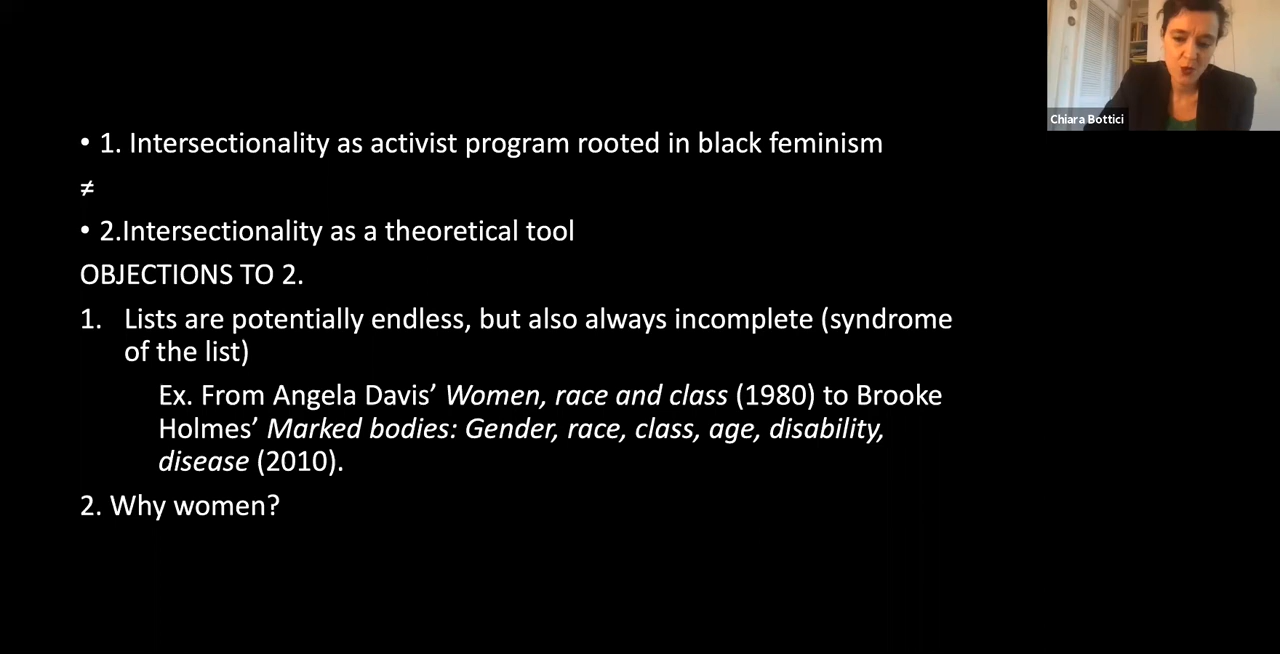 • 1. Intersectionality as activist program rooted in black feminism
Chiara Bottici
≠
• 2.Intersectionality as a theoretical tool
OBJECTIONS TO 2.
1. Lists are potentially endless, but also always incomplete (syndrome
of the list)
Ex. From Angela Davis’ Women, race and class (1980) to Brooke
Holmes’ Marked bodies: Gender, race, class, age, disability,
disease (2010).
2. Why women?